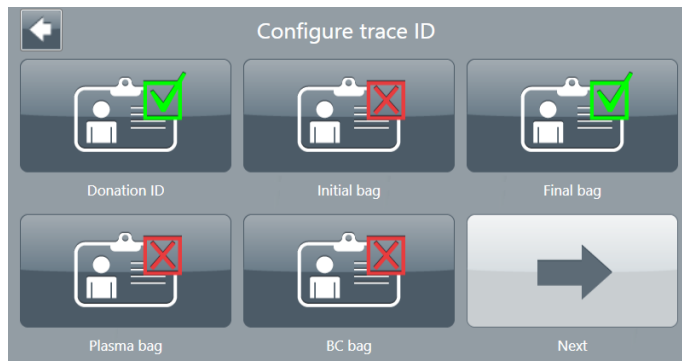 Configure trace ID
Donation ID
Initial bag
Final bag
Plasma bag
BC bag
Next